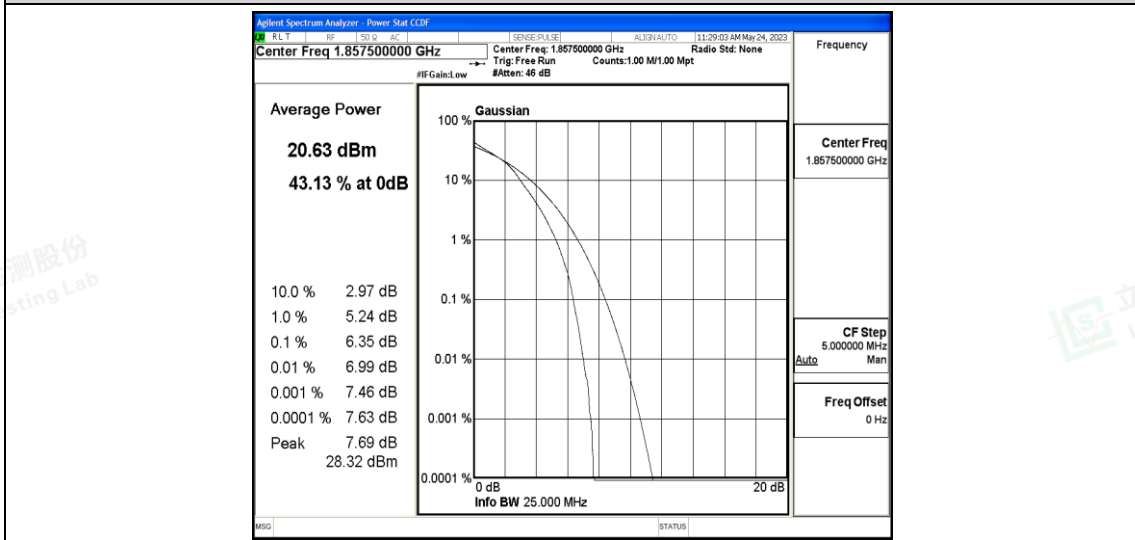 Agilent Spectrum Analyzer - Power Stat CCDF
LXI RLT RF 50 Ω AC SENSE:PULSE ALIGN AUTO 11:29:03 AM May 24, 2023
Center Freq 1.857500000 GHz
Center Freq: 1.857500000 GHz Radio Std: None
Trig: Free Run Counts:1.00 M/1.00 Mpt
#IFGain:Low #Atten: 46 dB
Frequency
Average Power
20.63 dBm
43.13 % at 0dB
10.0 % 2.97 dB
1.0 % 5.24 dB
0.1 % 6.35 dB
0.01 % 6.99 dB
0.001 % 7.46 dB
0.0001 % 7.63 dB
Peak 7.69 dB
28.32 dBm
Gaussian
100 %
10 %
1 %
0.1 %
0.01 %
0.001 %
0.0001 %
0 dB 20 dB
Info BW 25.000 MHz
Center Freq
1.857500000 GHz
CF Step
5.000000 MHz
Auto Man
Freq Offset
0 Hz
MSG STATUS
测股份
sting Lab
立